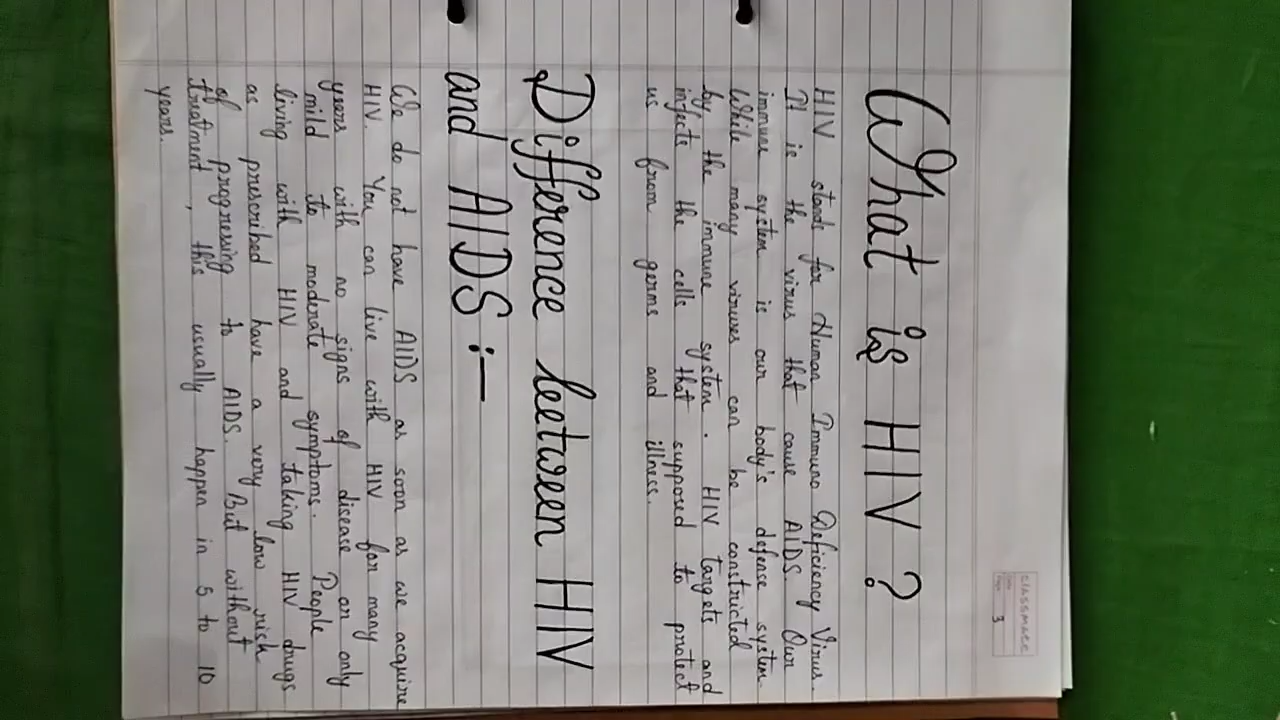 classmate
Page 3
What is HIV ?
HIV stands for Human Immuno Deficiency Virus.
It is the virus that cause AIDS. Our
immune system is our body's defense system.
While many viruses can be constricted
by the immune system. HIV targets and
infects the cells that supposed to protect
us from germs and illness.
Difference between HIV
and AIDS :-
We do not have AIDS as soon as we acquire
HIV. You can live with HIV for many
years with no signs of disease or only
mild to moderate symptoms. People
living with HIV and taking HIV drugs
as prescribed have a very low risk
of progressing to AIDS. But without
treatment, this usually happen in 5 to 10
years.